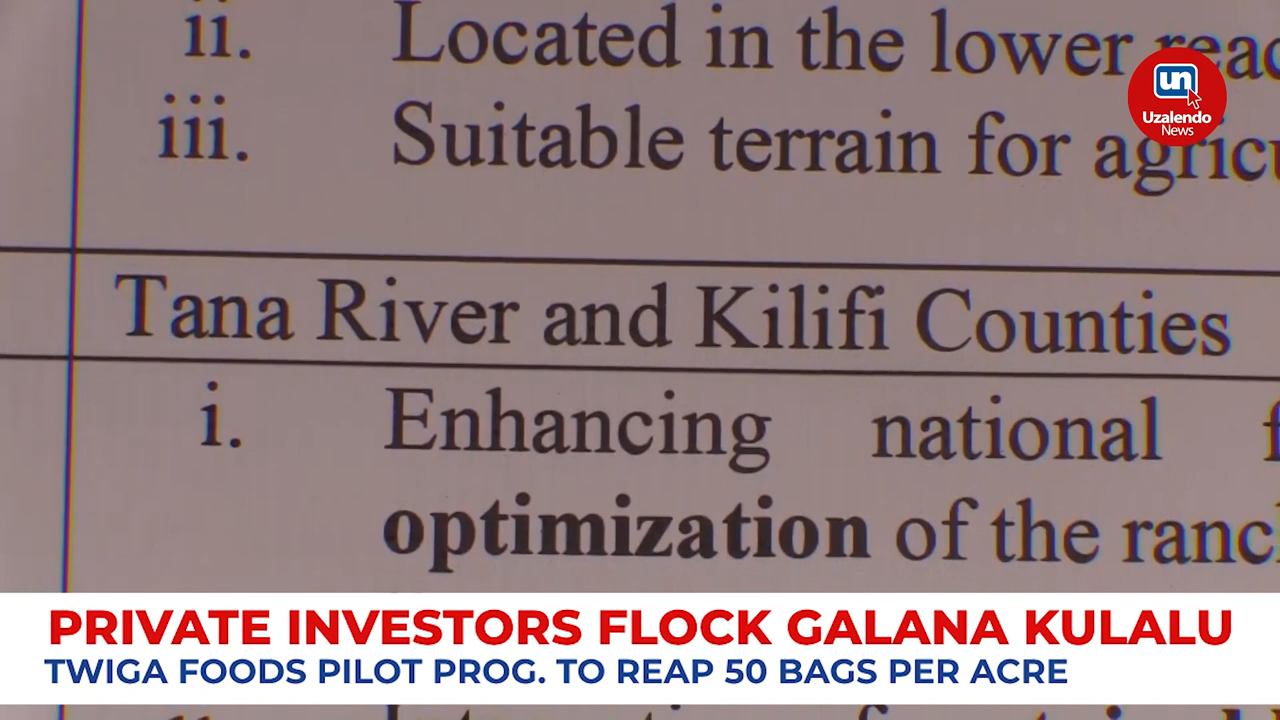 ii. Located in the lower
iii. Suitable terrain for
un
Uzalendo
News
Tana River and Kilifi Counties
i. Enhancing national
optimization of the
PRIVATE INVESTORS FLOCK GALANA KULALU
TWIGA FOODS PILOT PROG. TO REAP 50 BAGS PER ACRE